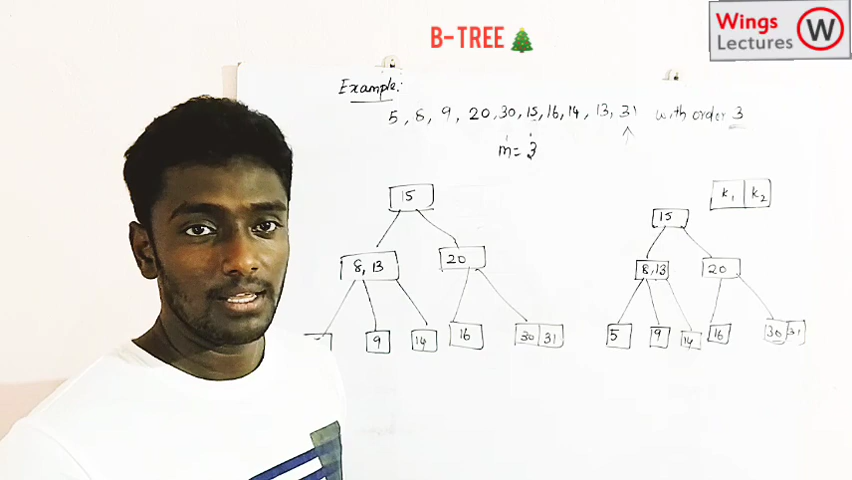 B-TREE🎄
Wings
Lectures W
Example:
5, 8, 9, 20, 30, 15, 16, 14, 13, 31 with order 3
m = 3
15
8, 13
20
9
14
16
30 31
k1 k2
15
8, 13
20
5
9
14
16
30 31